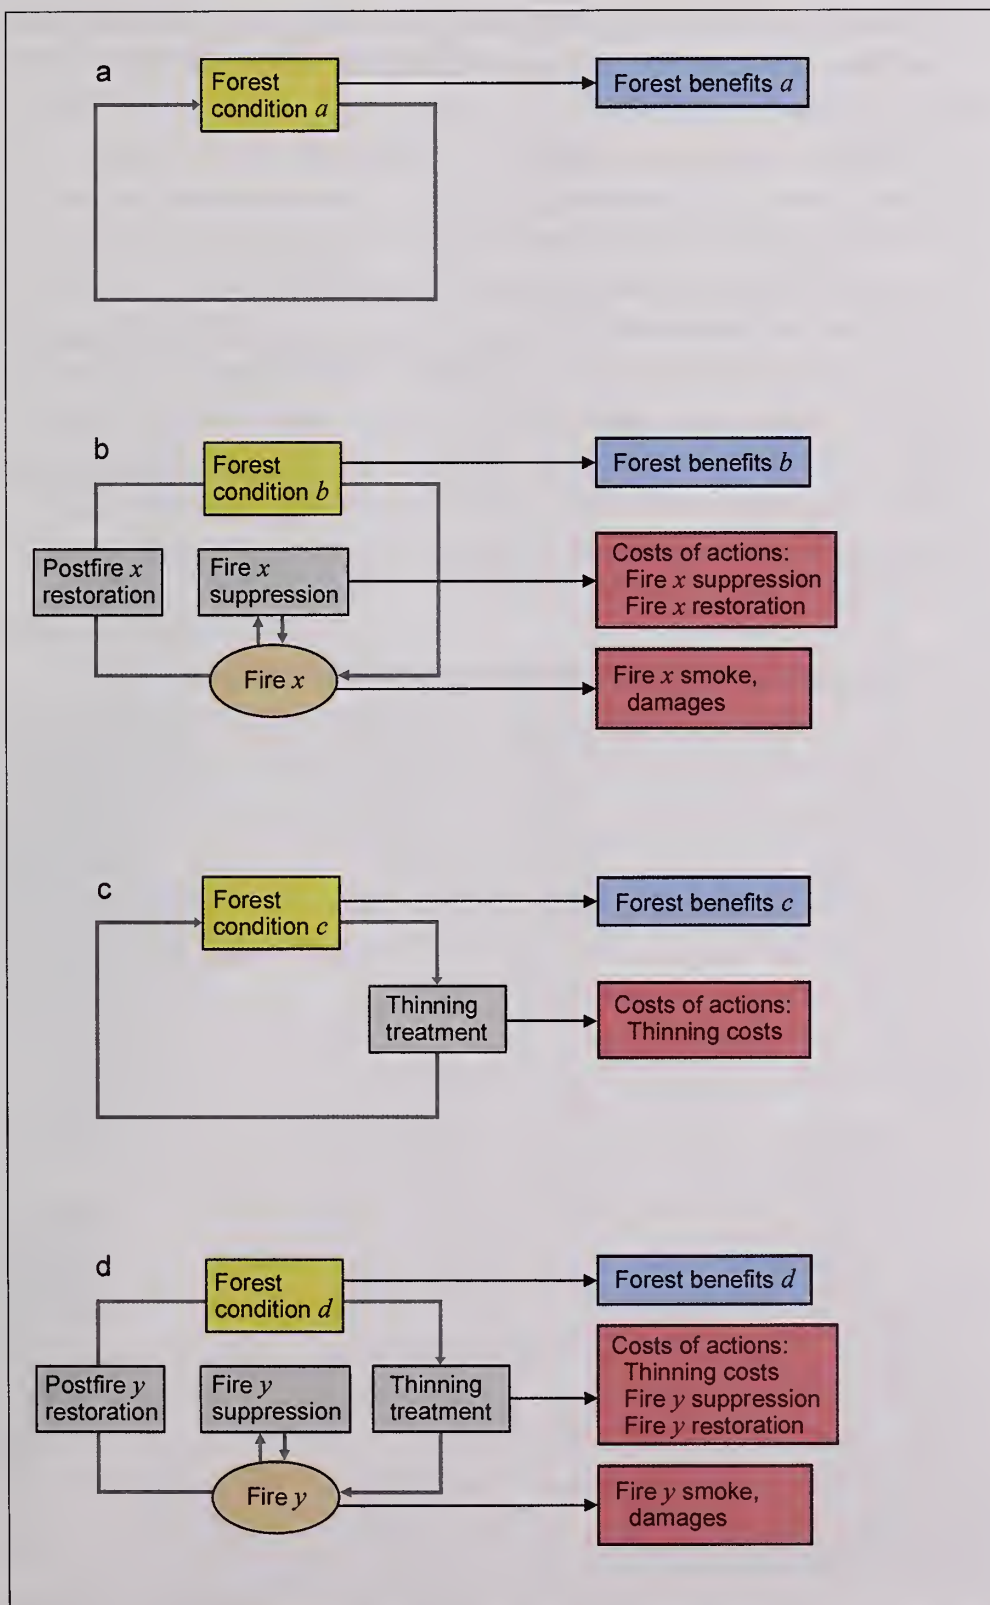 a
Forest
condition a
Forest benefits a
b
Forest
condition b
Forest benefits b
Postfire x
restoration
Fire x
suppression
Costs of actions:
Fire x suppression
Fire x restoration
Fire x
Fire x smoke,
damages
c
Forest
condition c
Forest benefits c
Thinning
treatment
Costs of actions:
Thinning costs
d
Forest
condition d
Forest benefits d
Postfire y
restoration
Fire y
suppression
Thinning
treatment
Costs of actions:
Thinning costs
Fire y suppression
Fire y restoration
Fire y
Fire y smoke,
damages